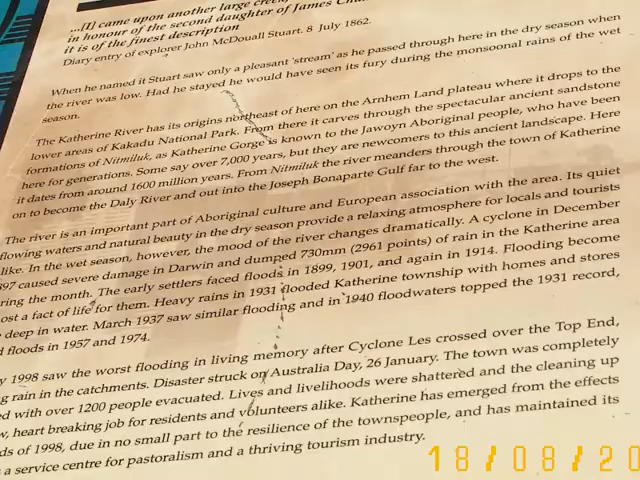 ...[I] came upon another large creek
in honour of the second daughter of James Cha
it is of the finest description
Diary entry of explorer John McDouall Stuart. 8 July 1862.
When he named it Stuart saw only a pleasant 'stream' as he passed through here in the dry season when
the river was low. Had he stayed he would have seen its fury during the monsoonal rains of the wet
season.
The Katherine River has its origins northeast of here on the Arnhem Land plateau where it drops to the
lower areas of Kakadu National Park. From there it carves through the spectacular ancient sandstone
formations of Nitmiluk, as Katherine Gorge is known to the Jawoyn Aboriginal people, who have been
here for generations. Some say over 7,000 years, but they are newcomers to this ancient landscape. Here
it dates from around 1600 million years. From Nitmiluk the river meanders through the town of Katherine
on to become the Daly River and out into the Joseph Bonaparte Gulf far to the west.
The river is an important part of Aboriginal culture and European association with the area. Its quiet
flowing waters and natural beauty in the dry season provide a relaxing atmosphere for locals and tourists
like. In the wet season, however, the mood of the river changes dramatically. A cyclone in December
897 caused severe damage in Darwin and dumped 730mm (2961 points) of rain in the Katherine area
ring the month. The early settlers faced floods in 1899, 1901, and again in 1914. Flooding become
ost a fact of life for them. Heavy rains in 1931 flooded Katherine township with homes and stores
deep in water. March 1937 saw similar flooding and in 1940 floodwaters topped the 1931 record,
d floods in 1957 and 1974.
y 1998 saw the worst flooding in living memory after Cyclone Les crossed over the Top End,
g rain in the catchments. Disaster struck on Australia Day, 26 January. The town was completely
ed with over 1200 people evacuated. Lives and livelihoods were shattered and the cleaning up
w, heart breaking job for residents and volunteers alike. Katherine has emerged from the effects
ds of 1998, due in no small part to the resilience of the townspeople, and has maintained its
a service centre for pastoralism and a thriving tourism industry.
18/08/20